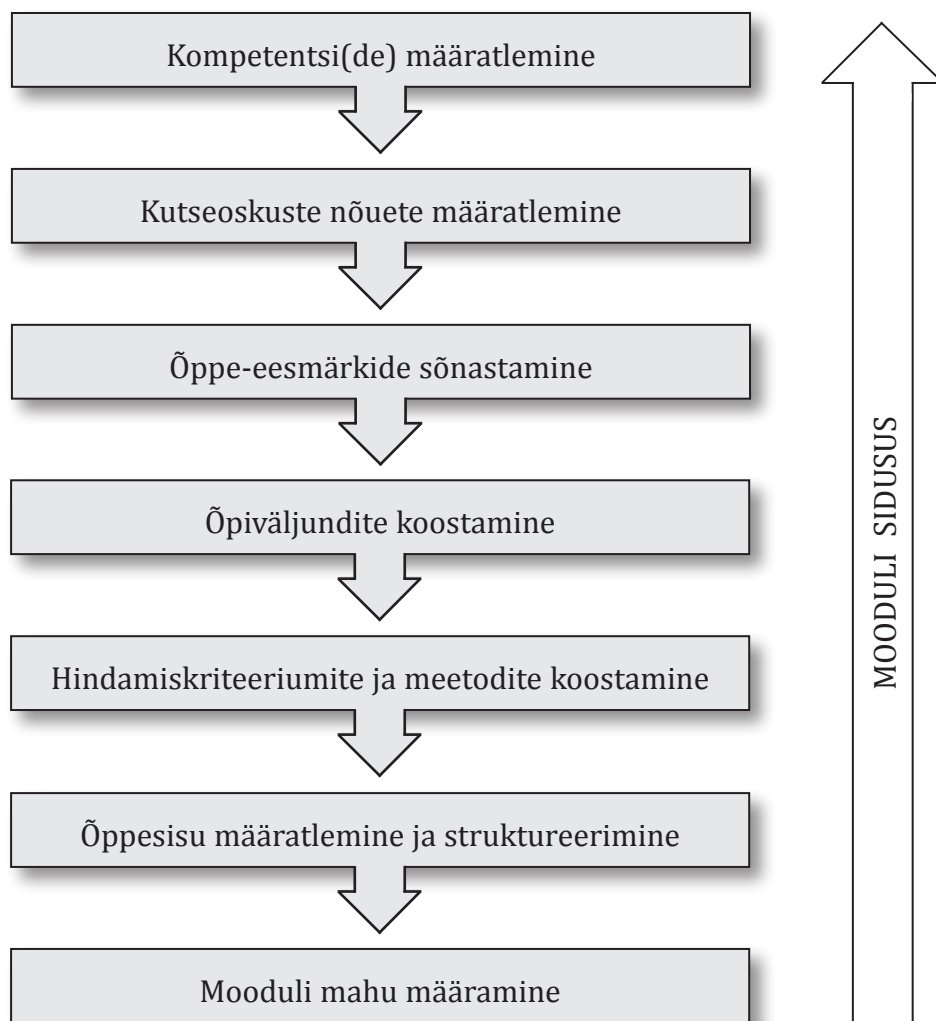 Kompetentsi(de) määratlemine
Kutseoskuste nõuete määratlemine
Õppe-eesmärkide sõnastamine
Õpiväljundite koostamine
Hindamiskriteeriumite ja meetodite koostamine
Õppesisu määratlemine ja struktureerimine
Mooduli mahu määramine
MOODULI SIDUSUS